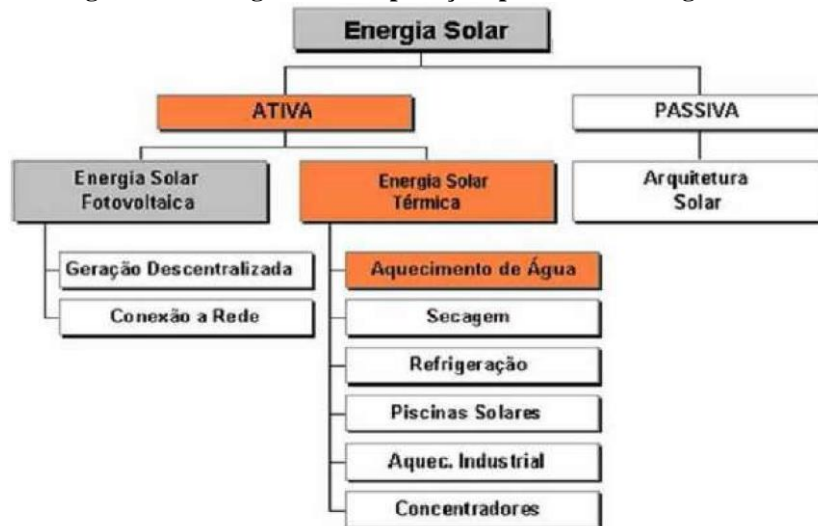 Energia Solar
ATIVA
PASSIVA
Energia Solar
Fotovoltaica
Energia Solar
Térmica
Arquitetura
Solar
Geração Descentralizada
Conexão a Rede
Aquecimento de Água
Secagem
Refrigeração
Piscinas Solares
Aquec. Industrial
Concentradores